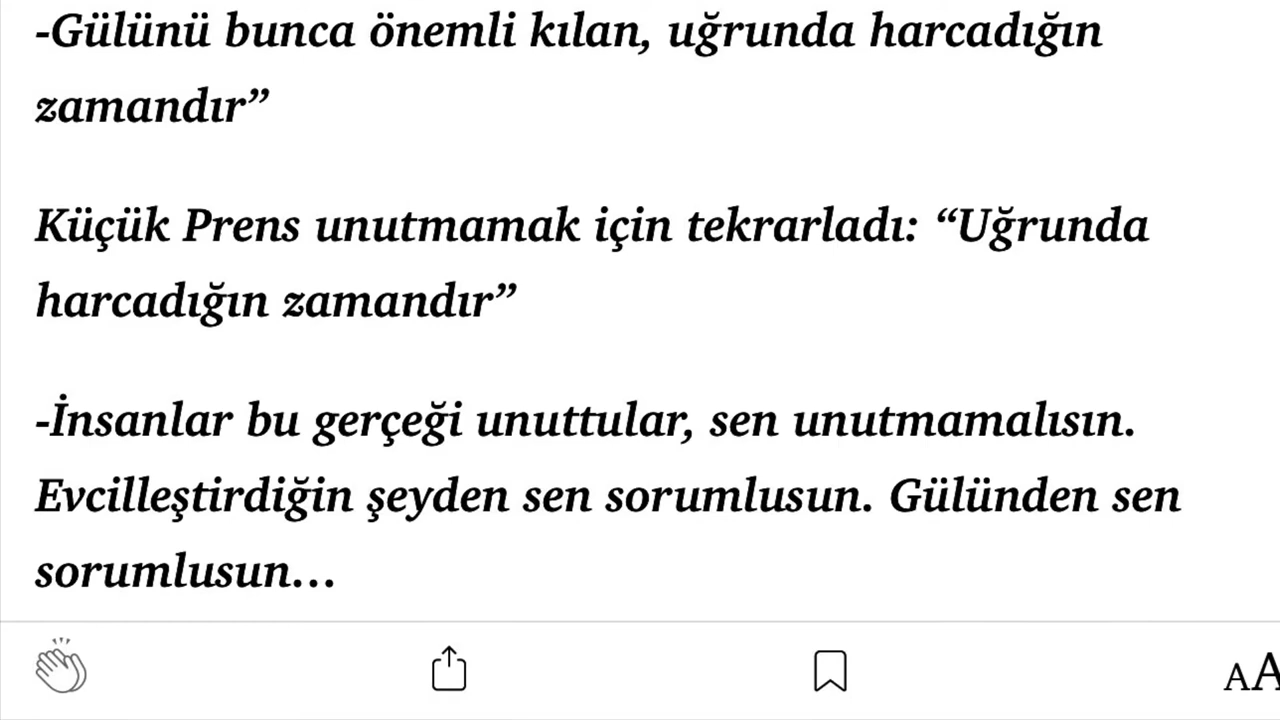 -Gülünü bunca önemli kılan, uğrunda harcadığın
zamandır”
Küçük Prens unutmamak için tekrarladı: “Uğrunda
harcadığın zamandır”
-İnsanlar bu gerçeği unuttular, sen unutmamalısın.
Evcilleştirdiğin şeyden sen sorumlusun. Gülünden sen
sorumlusun…
AA